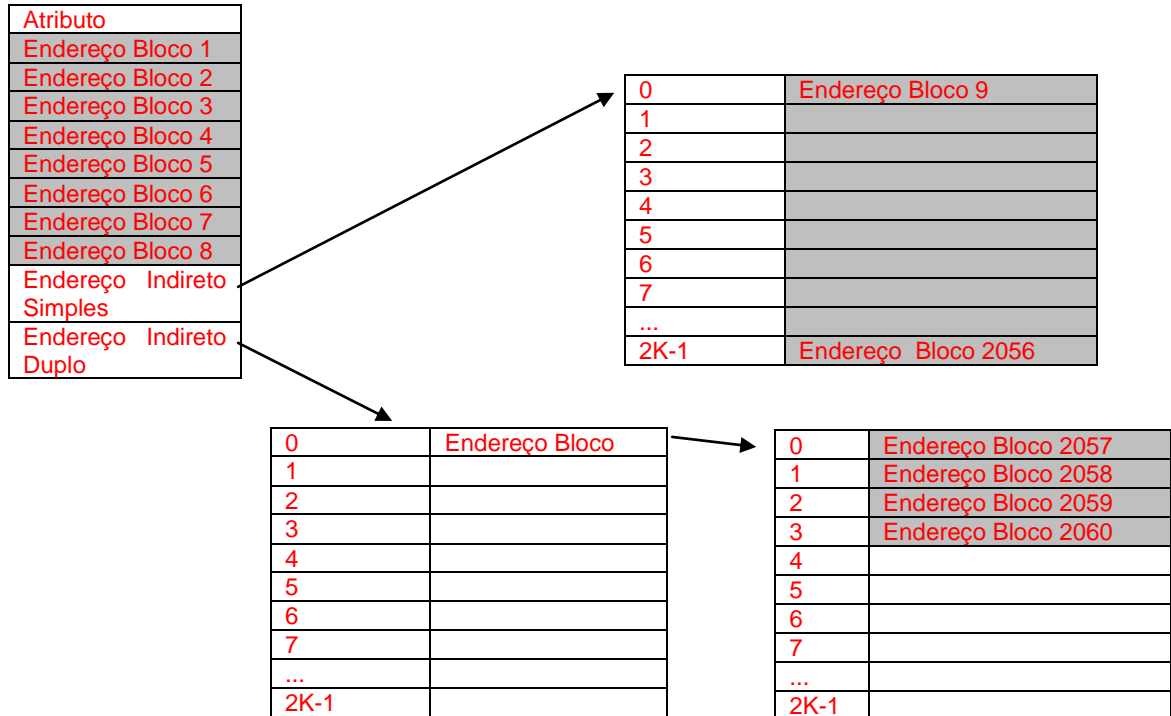 Atributo
Endereço Bloco 1
Endereço Bloco 2
Endereço Bloco 3
Endereço Bloco 4
Endereço Bloco 5
Endereço Bloco 6
Endereço Bloco 7
Endereço Bloco 8
Endereço Indireto
Simples
Endereço Indireto
Duplo
0 Endereço Bloco 9
1
2
3
4
5
6
7
...
2K-1 Endereço Bloco 2056
0 Endereço Bloco
1
2
3
4
5
6
7
...
2K-1
0 Endereço Bloco 2057
1 Endereço Bloco 2058
2 Endereço Bloco 2059
3 Endereço Bloco 2060
4
5
6
7
...
2K-1